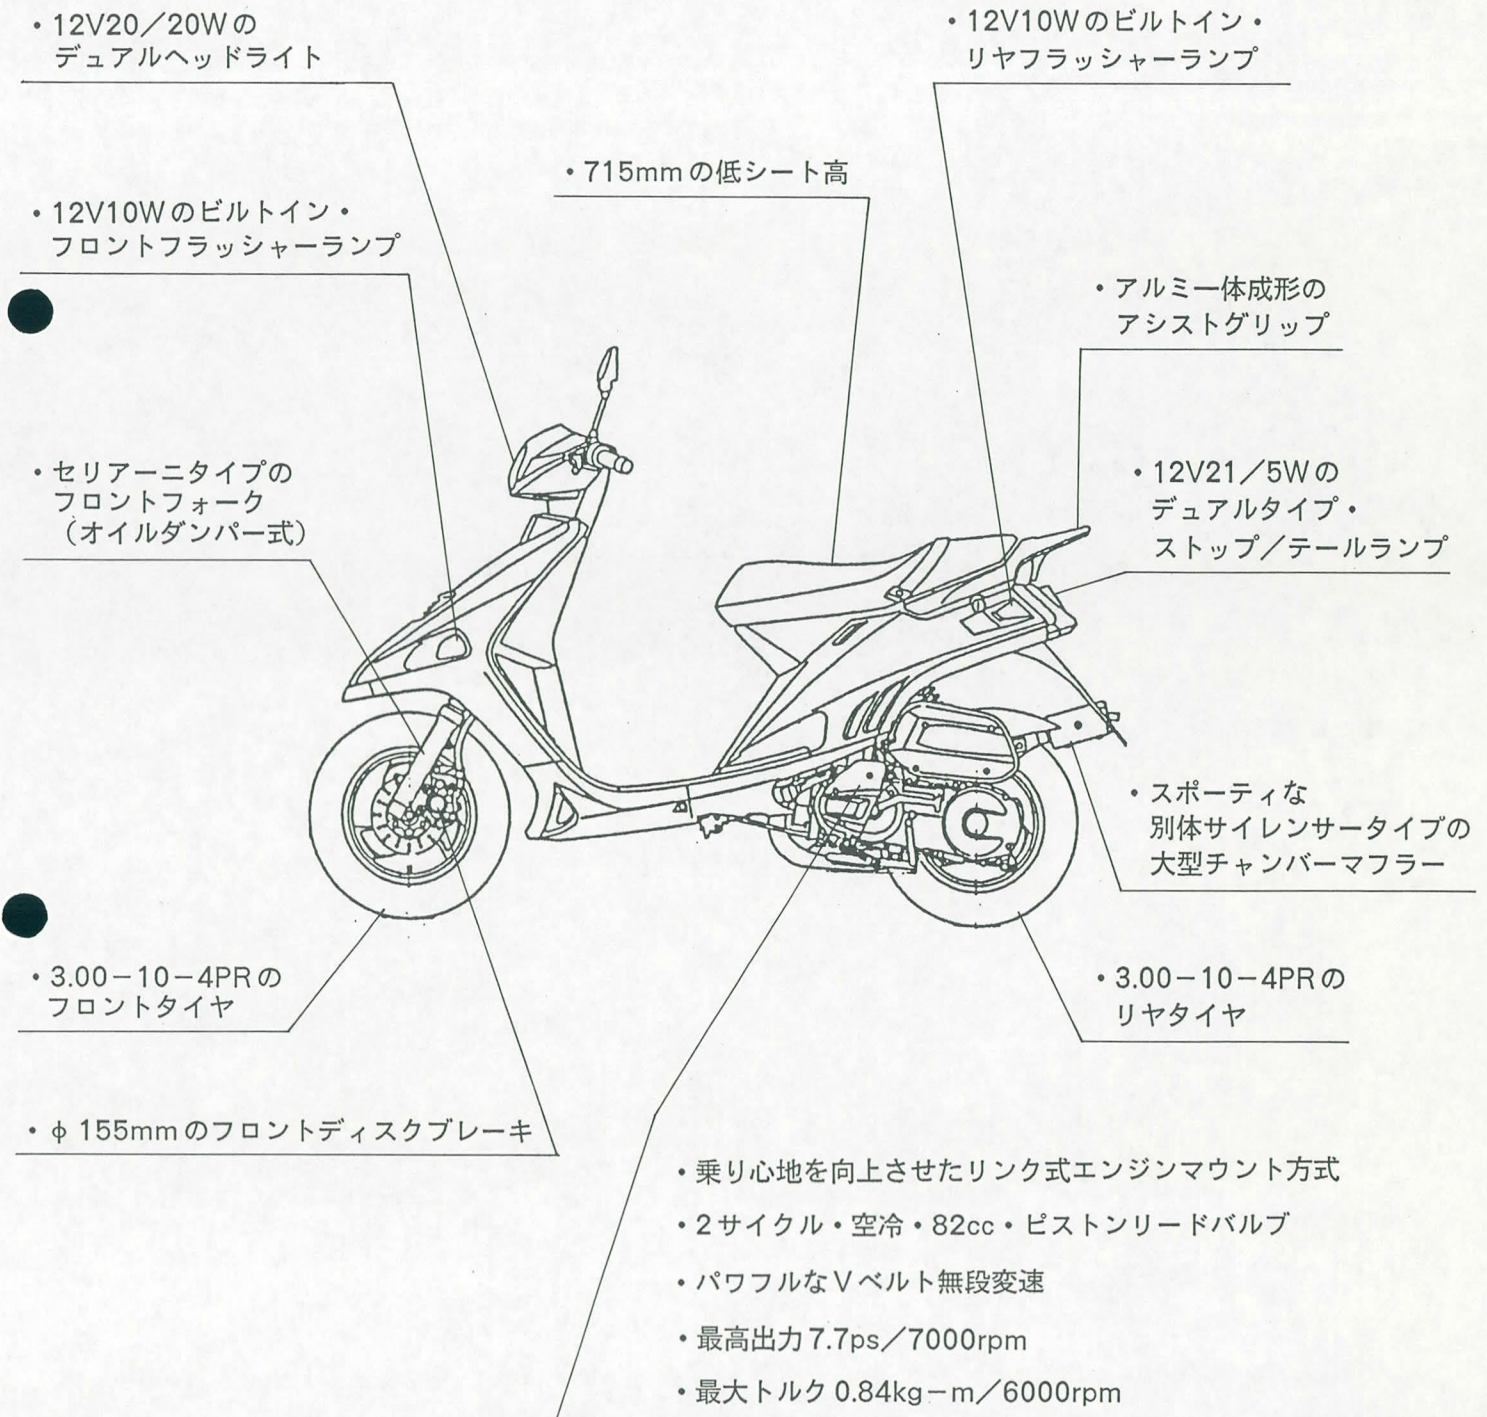 ・12V20／20Wの
デュアルヘッドライト
・12V10Wのビルトイン・
リヤフラッシャーランプ
・715mmの低シート高
・12V10Wのビルトイン・
フロントフラッシャーランプ
・アルミ一体成形の
アシストグリップ
・セリアーニタイプの
フロントフォーク
（オイルダンパー式）
・12V21／5Wの
デュアルタイプ・
ストップ／テールランプ
・スポーティな
別体サイレンサータイプの
大型チャンバーマフラー
・3.00－10－4PRの
フロントタイヤ
・3.00－10－4PRの
リヤタイヤ
・φ155mmのフロントディスクブレーキ
・乗り心地を向上させたリンク式エンジンマウント方式
・2サイクル・空冷・82cc・ピストンリードバルブ
・パワフルなVベルト無段変速
・最高出力7.7ps／7000rpm
・最大トルク0.84kg－m／6000rpm